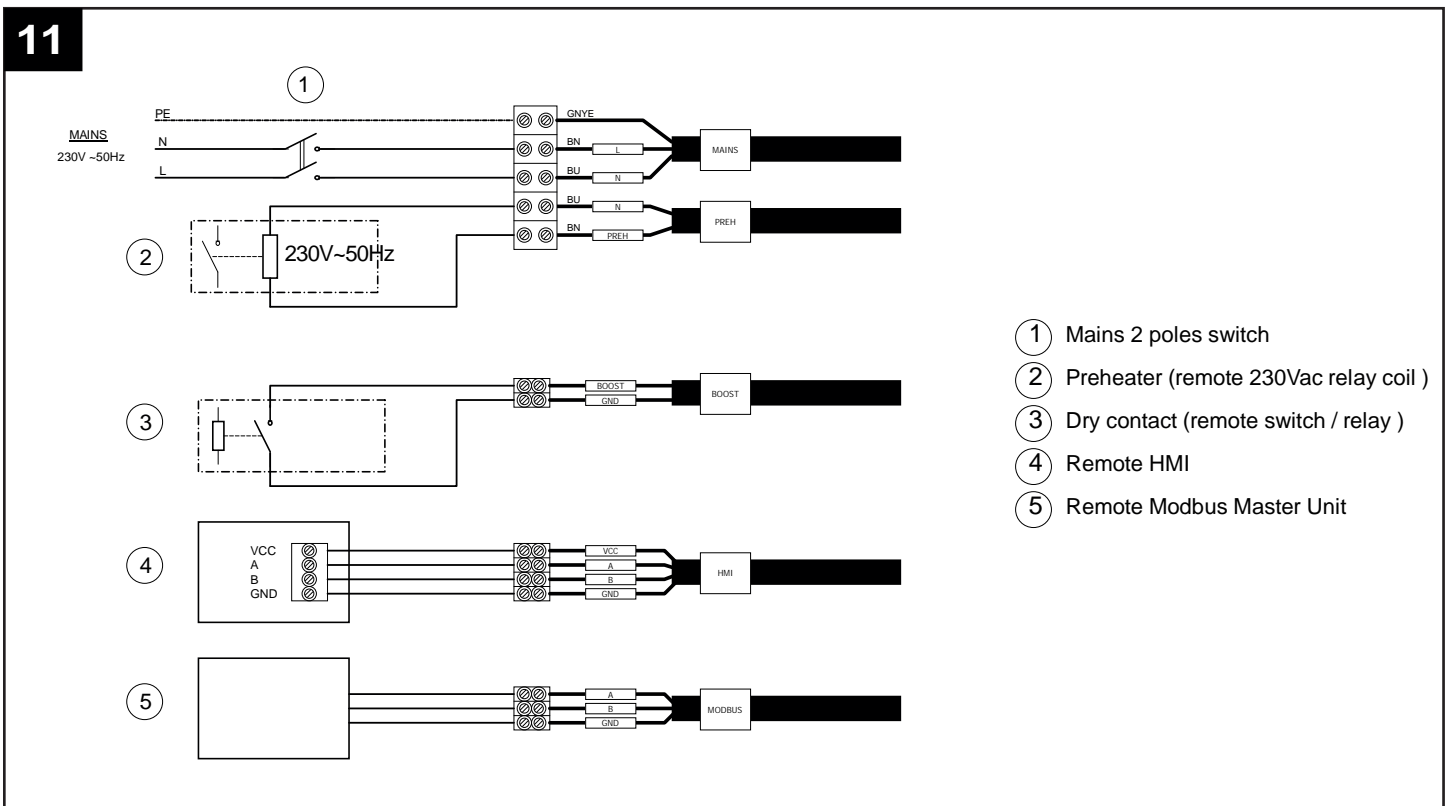 11
1
PE
MAINS
230V ~50Hz
N
L
GNYE
BN L
BU N
MAINS
BU N
BN PREH
PREH
2
230V~50Hz
3
BOOST
GND
BOOST
4
VCC
A
B
GND
VCC
A
B
GND
HMI
5
A
B
GND
MODBUS
1 Mains 2 poles switch
2 Preheater (remote 230Vac relay coil )
3 Dry contact (remote switch / relay )
4 Remote HMI
5 Remote Modbus Master Unit